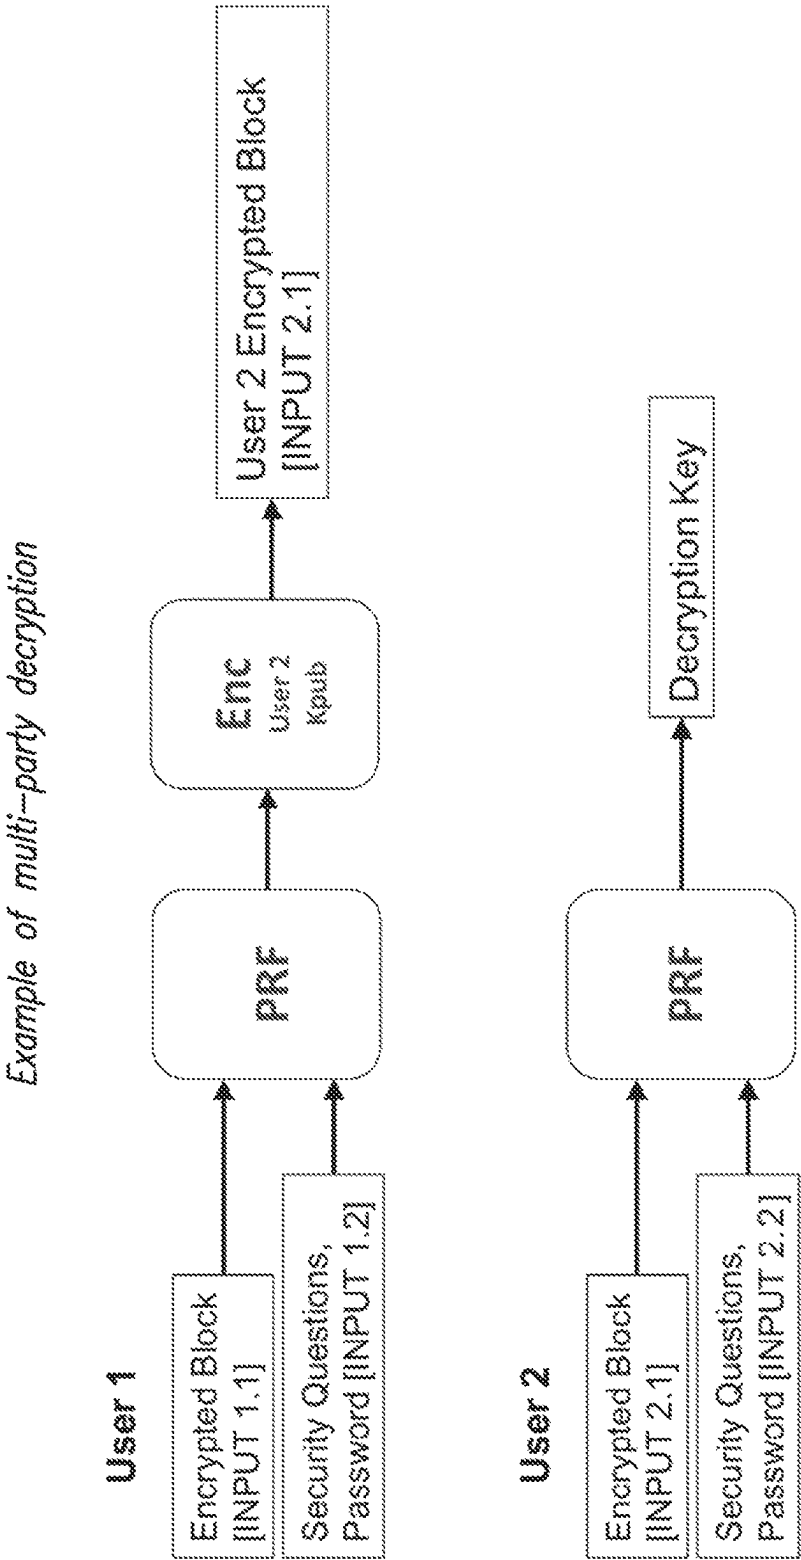 Example of multi-party decryption
User 1
Encrypted Block
[INPUT 1.1]
Security Questions,
Password [INPUT 1.2]
PRF
Enc
User 2
Kpub
User 2 Encrypted Block
[INPUT 2.1]
User 2
Encrypted Block
[INPUT 2.1]
Security Questions,
Password [INPUT 2.2]
PRF
Decryption Key